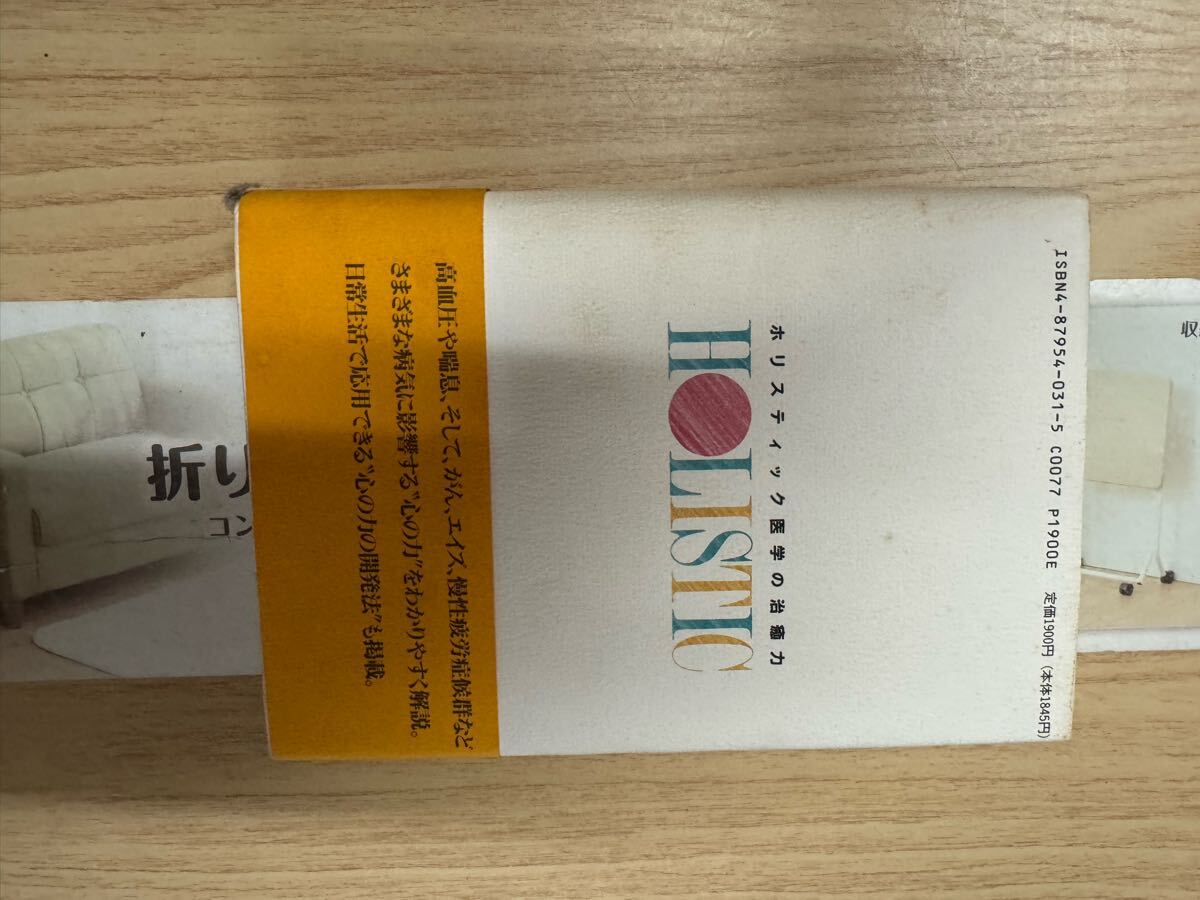 ISBN4-87954-031-5 C0077 P1900E 定価1900円 (本体1845円)
ホリスティック医学の治癒力
HOLISTIC
高血圧や喘息、そして、がん、エイズ、慢性疲労症候群など
さまざまな病気に影響する“心の力”をわかりやすく解説。
日常生活で応用できる“心の力の開発法”も掲載。
折り
コン
収